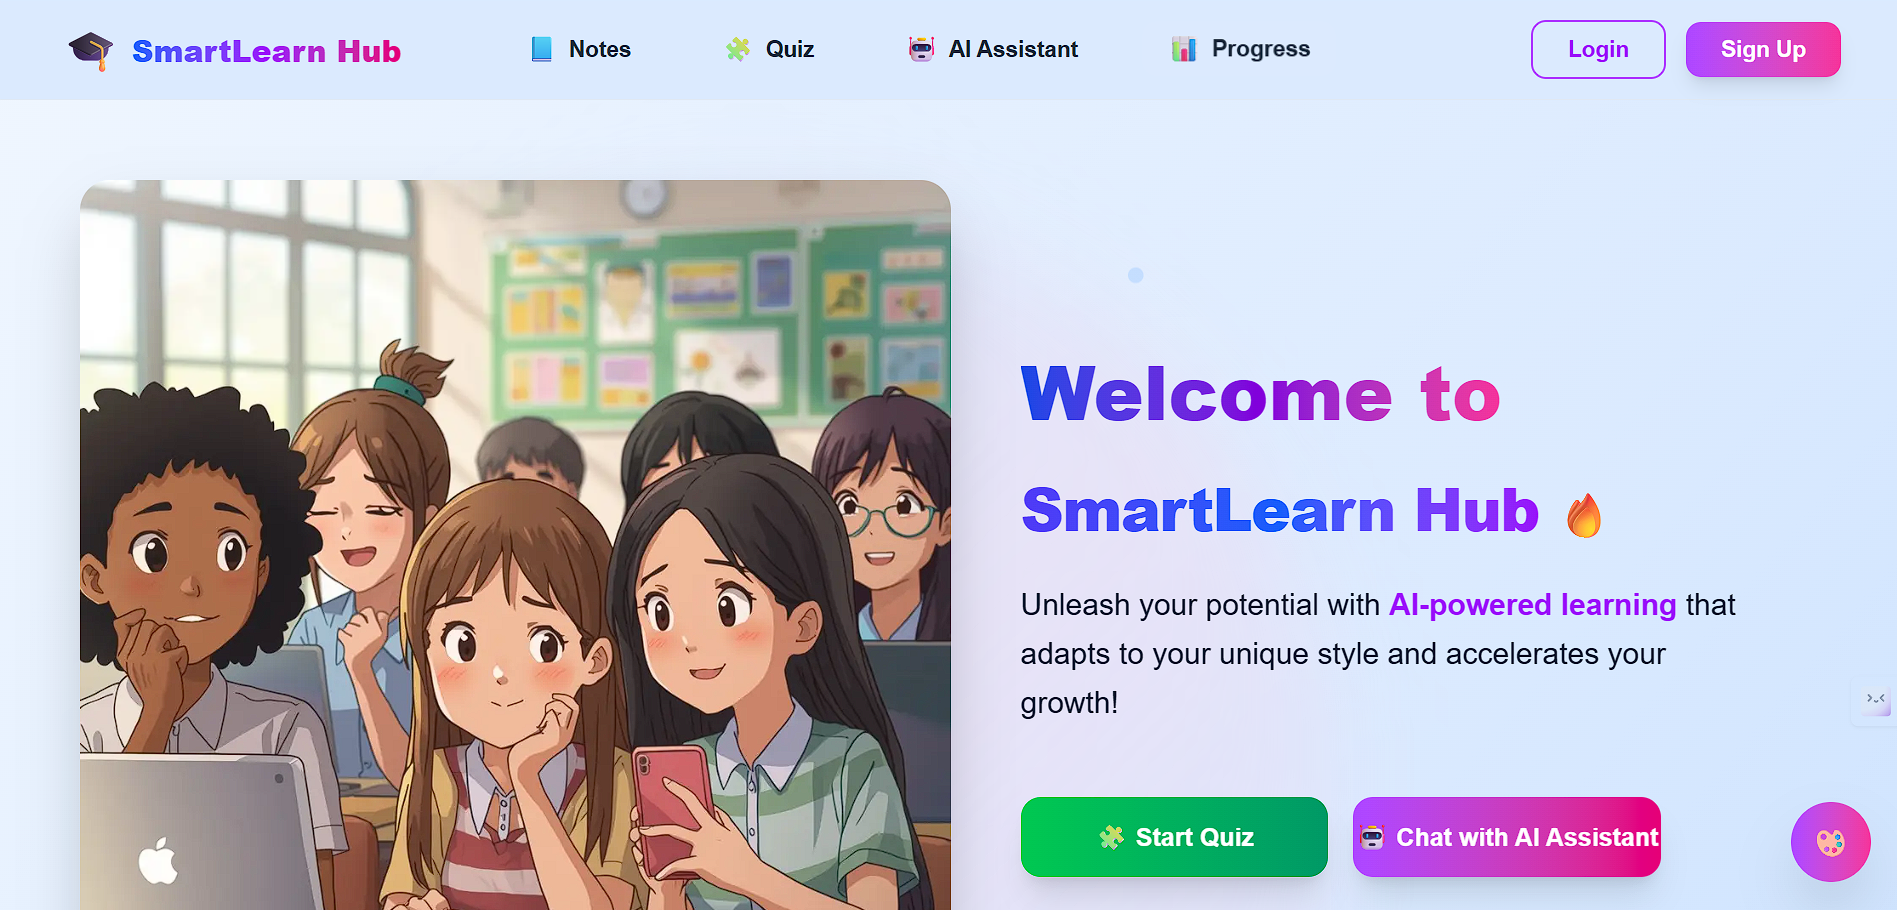 SmartLearn Hub
Notes
Quiz
AI Assistant
Progress
Login
Sign Up
Welcome to
SmartLearn Hub
Unleash your potential with AI-powered learning that
adapts to your unique style and accelerates your
growth!
Start Quiz
Chat with AI Assistant